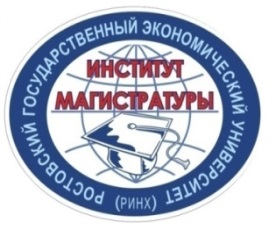 РОСТОВСКИЙ ГОСУДАРСТВЕННЫЙ ЭКОНОМИЧЕСКИЙ УНИВЕРСИТЕТ
(РИНХ)
ИНСТИТУТ
МАГИСТРАТУРЫ